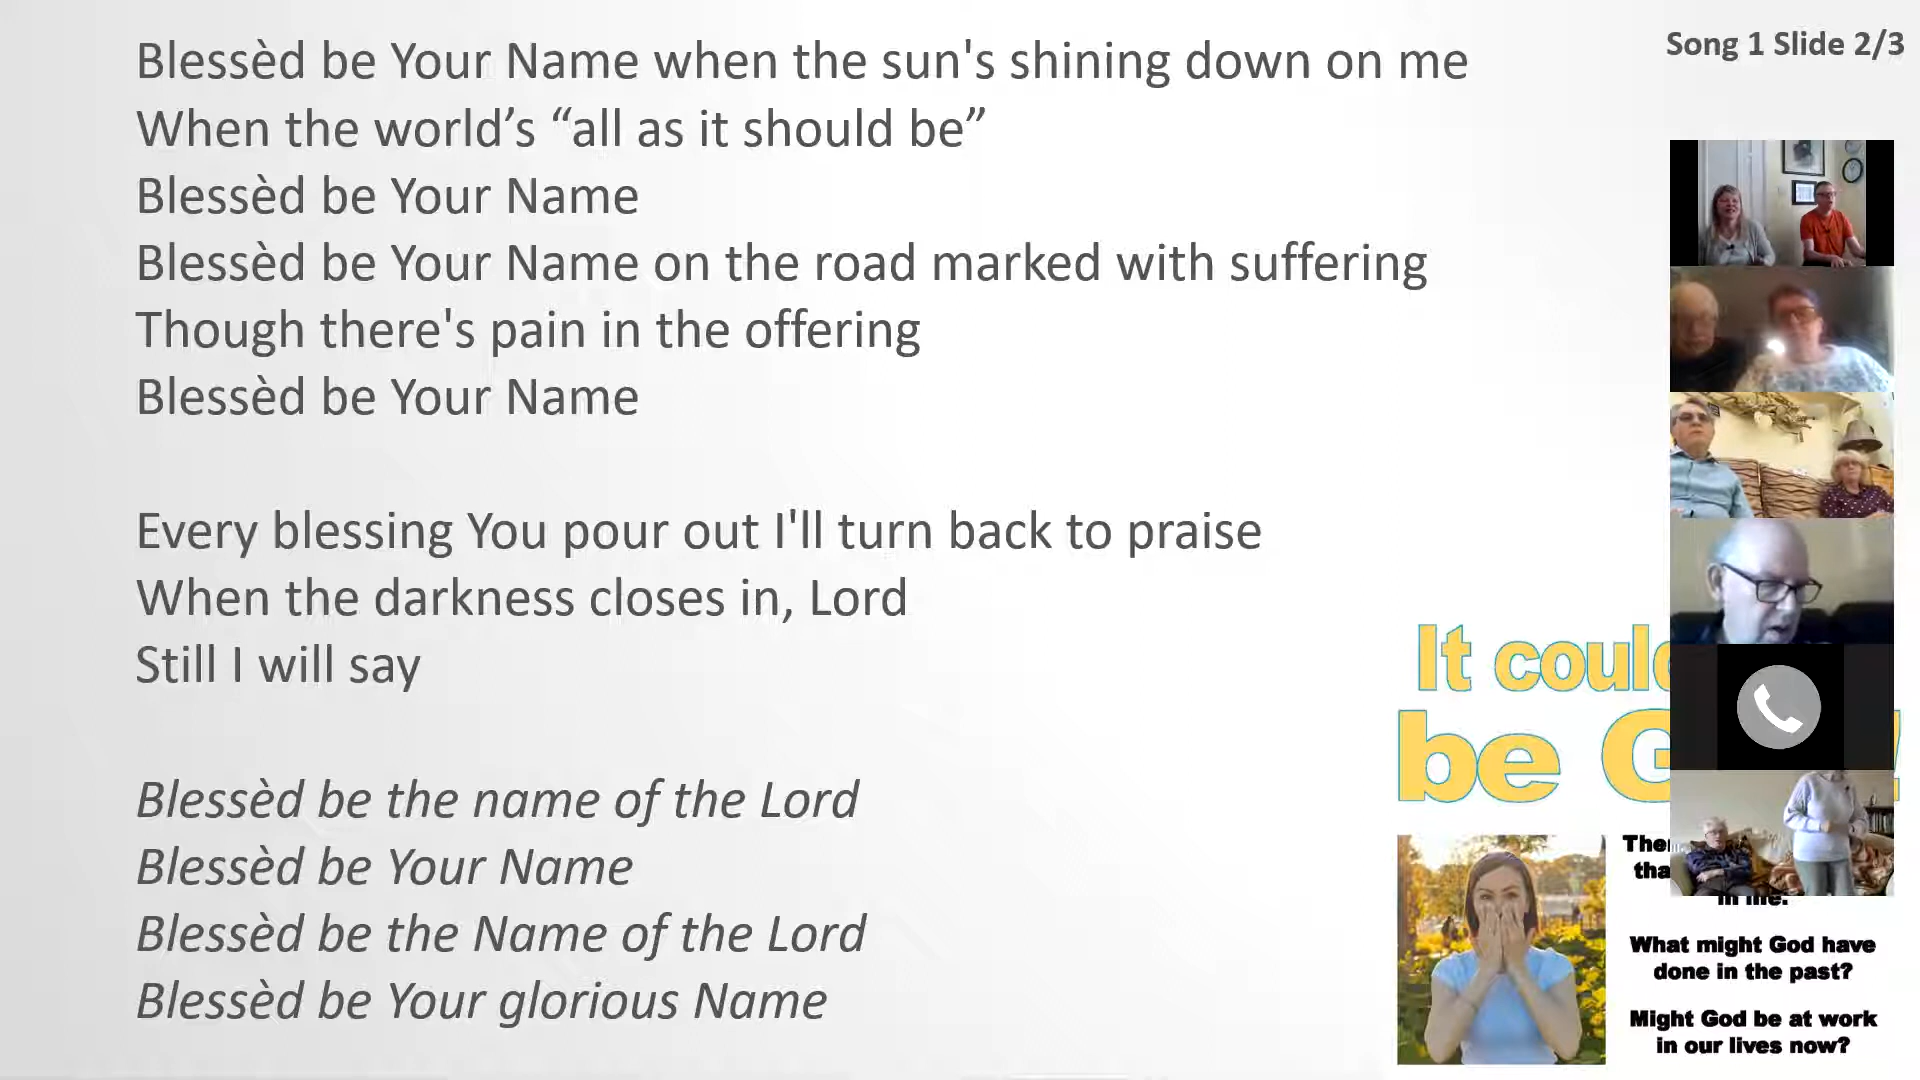 Blessèd be Your Name when the sun's shining down on me
When the world’s “all as it should be”
Blessèd be Your Name
Blessèd be Your Name on the road marked with suffering
Though there's pain in the offering
Blessèd be Your Name
Every blessing You pour out I'll turn back to praise
When the darkness closes in, Lord
Still I will say
Blessèd be the name of the Lord
Blessèd be Your Name
Blessèd be the Name of the Lord
Blessèd be Your glorious Name
Song 1 Slide 2/3
It
be
in me.
What might God have
done in the past?
Might God be at work
in our lives now?